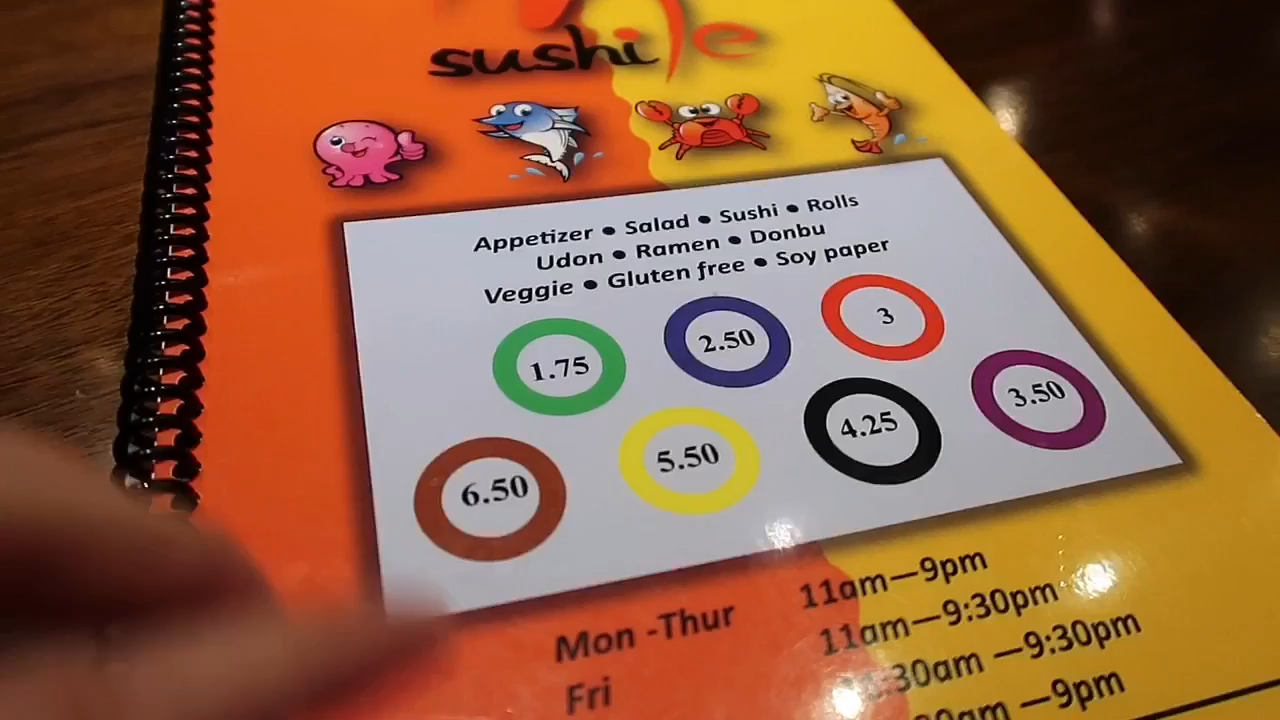 sushi
Appetizer • Salad • Sushi • Rolls
Udon • Ramen • Donbu
Veggie • Gluten free • Soy paper
1.75
2.50
3
3.50
4.25
5.50
6.50
Mon -Thur 11am—9pm
Fri 11am—9:30pm
—9:30pm
—9pm